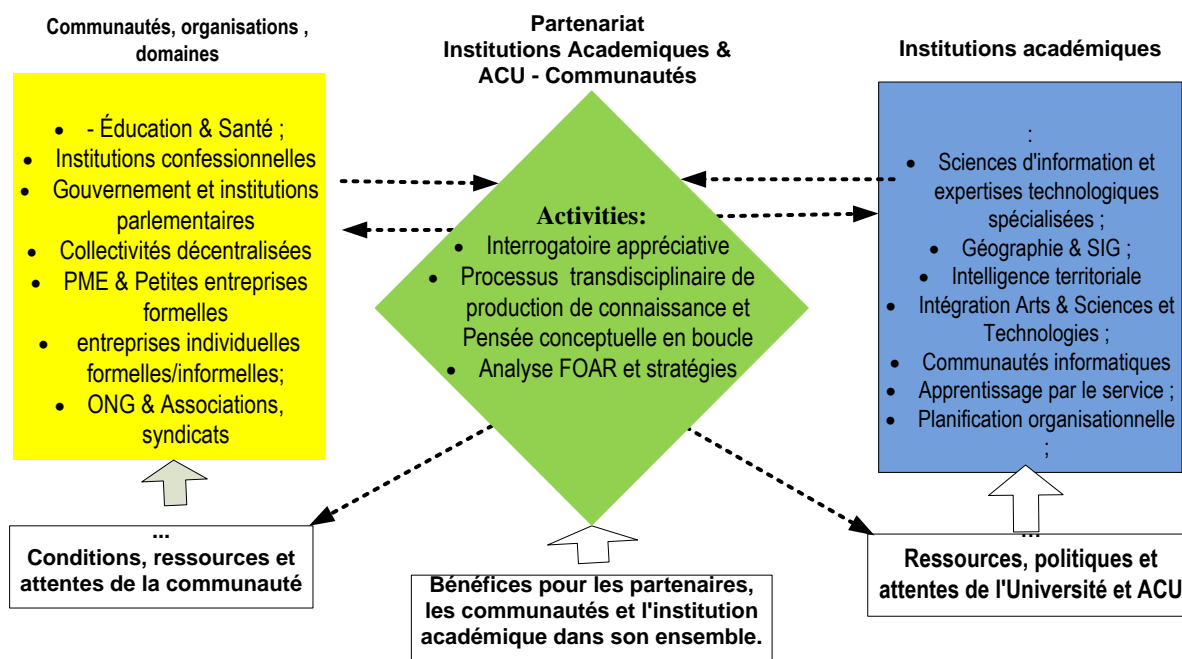 Communautés, organisations ,
domaines
- Éducation & Santé ;
Institutions confessionnelles
Gouvernement et institutions
parlementaires
Collectivités décentralisées
PME & Petites entreprises
formelles
entreprises individuelles
formelles/informelles;
ONG & Associations,
syndicats
...
Conditions, ressources et
attentes de la communauté
Partenariat
Institutions Academiques &
ACU - Communautés
Activities:
Interrogatoire appréciative
Processus transdisciplinaire de
production de connaissance et
Pensée conceptuelle en boucle
Analyse FOAR et stratégies
Bénéfices pour les partenaires,
les communautés et l'institution
académique dans son ensemble.
Institutions académiques
:
Sciences d'information et
expertises technologiques
spécialisées ;
Géographie & SIG ;
Intelligence territoriale
Intégration Arts & Sciences et
Technologies ;
Communautés informatiques
Apprentissage par le service ;
Planification organisationnelle
;
...
Ressources, politiques et
attentes de l'Université et ACU